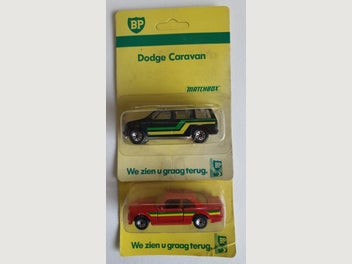 BP
Dodge Caravan
MATCHBOX
We zien u graag terug.
We zien u graag terug.